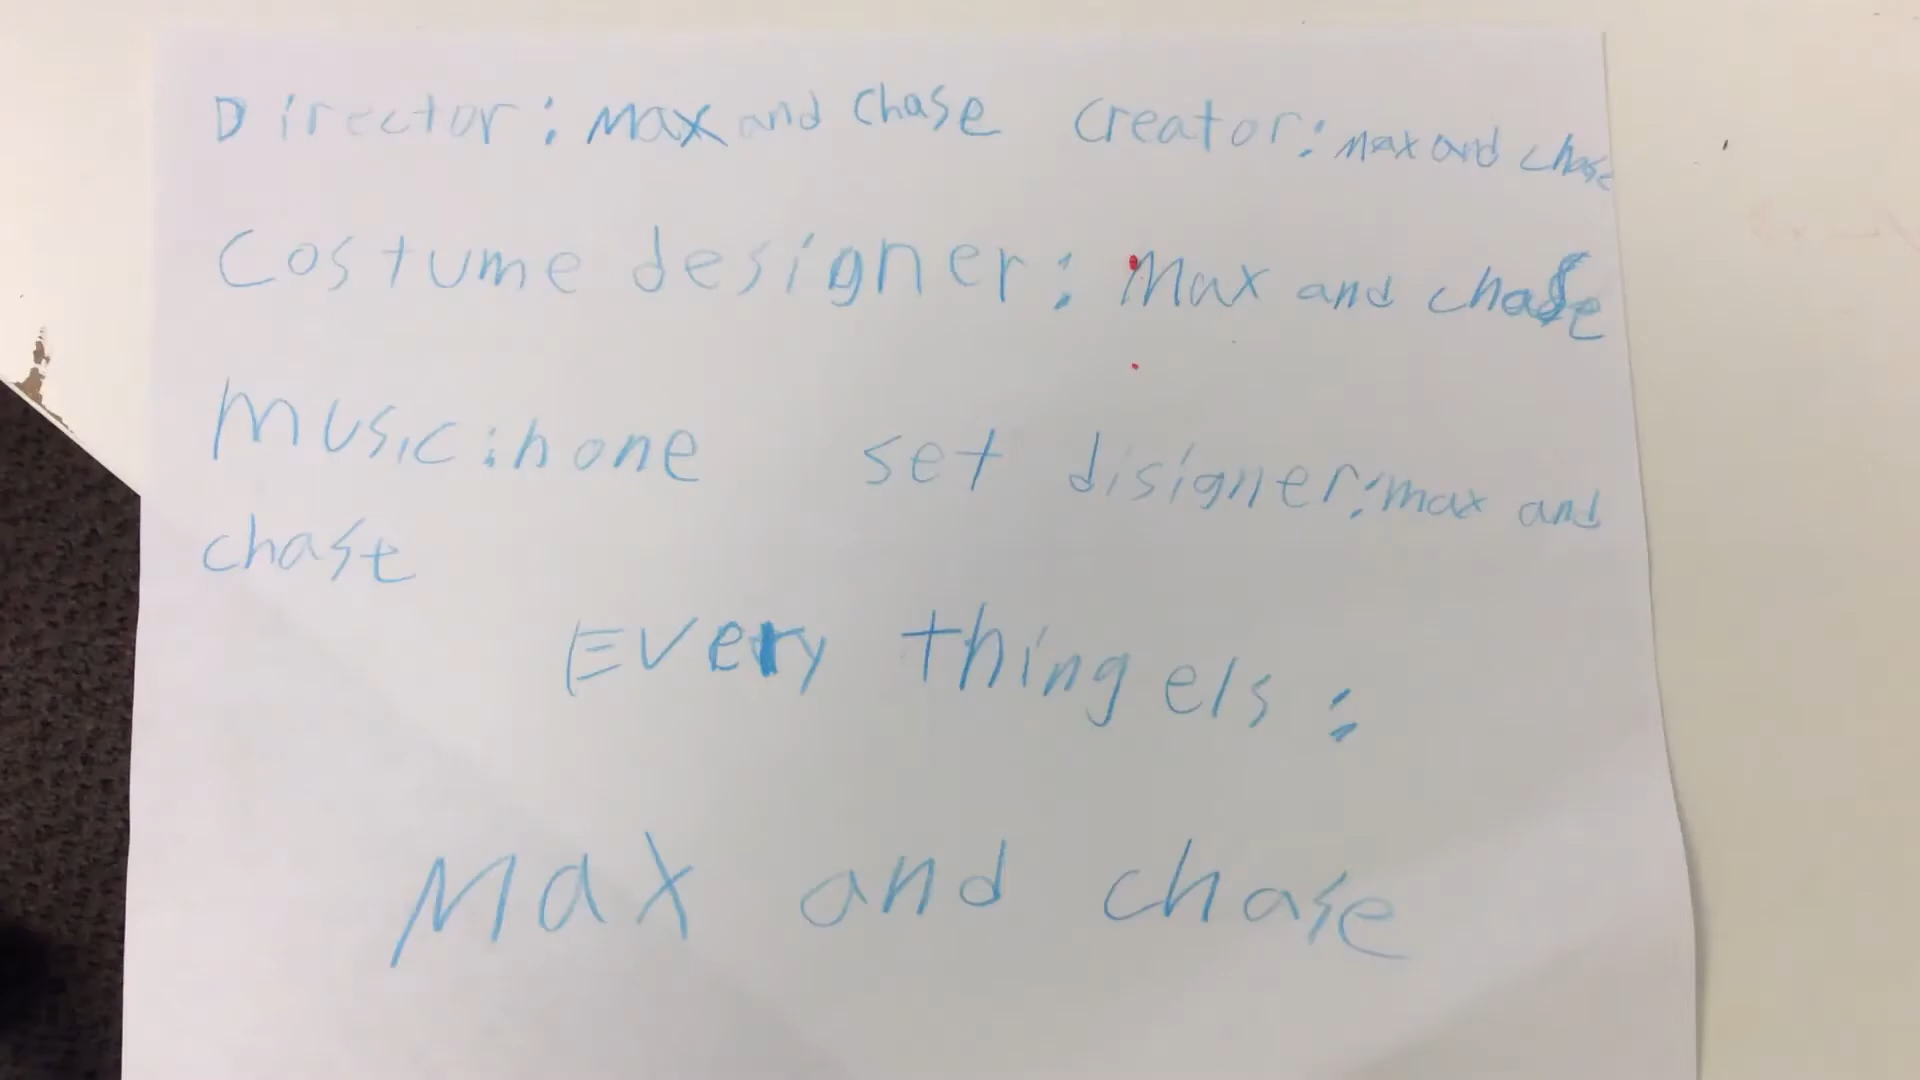 Director: Max and Chase Creator: max and chase
Costume designer: Max and chase
Music: none set disigner: max and
chase
Every thing els:
Max and chase